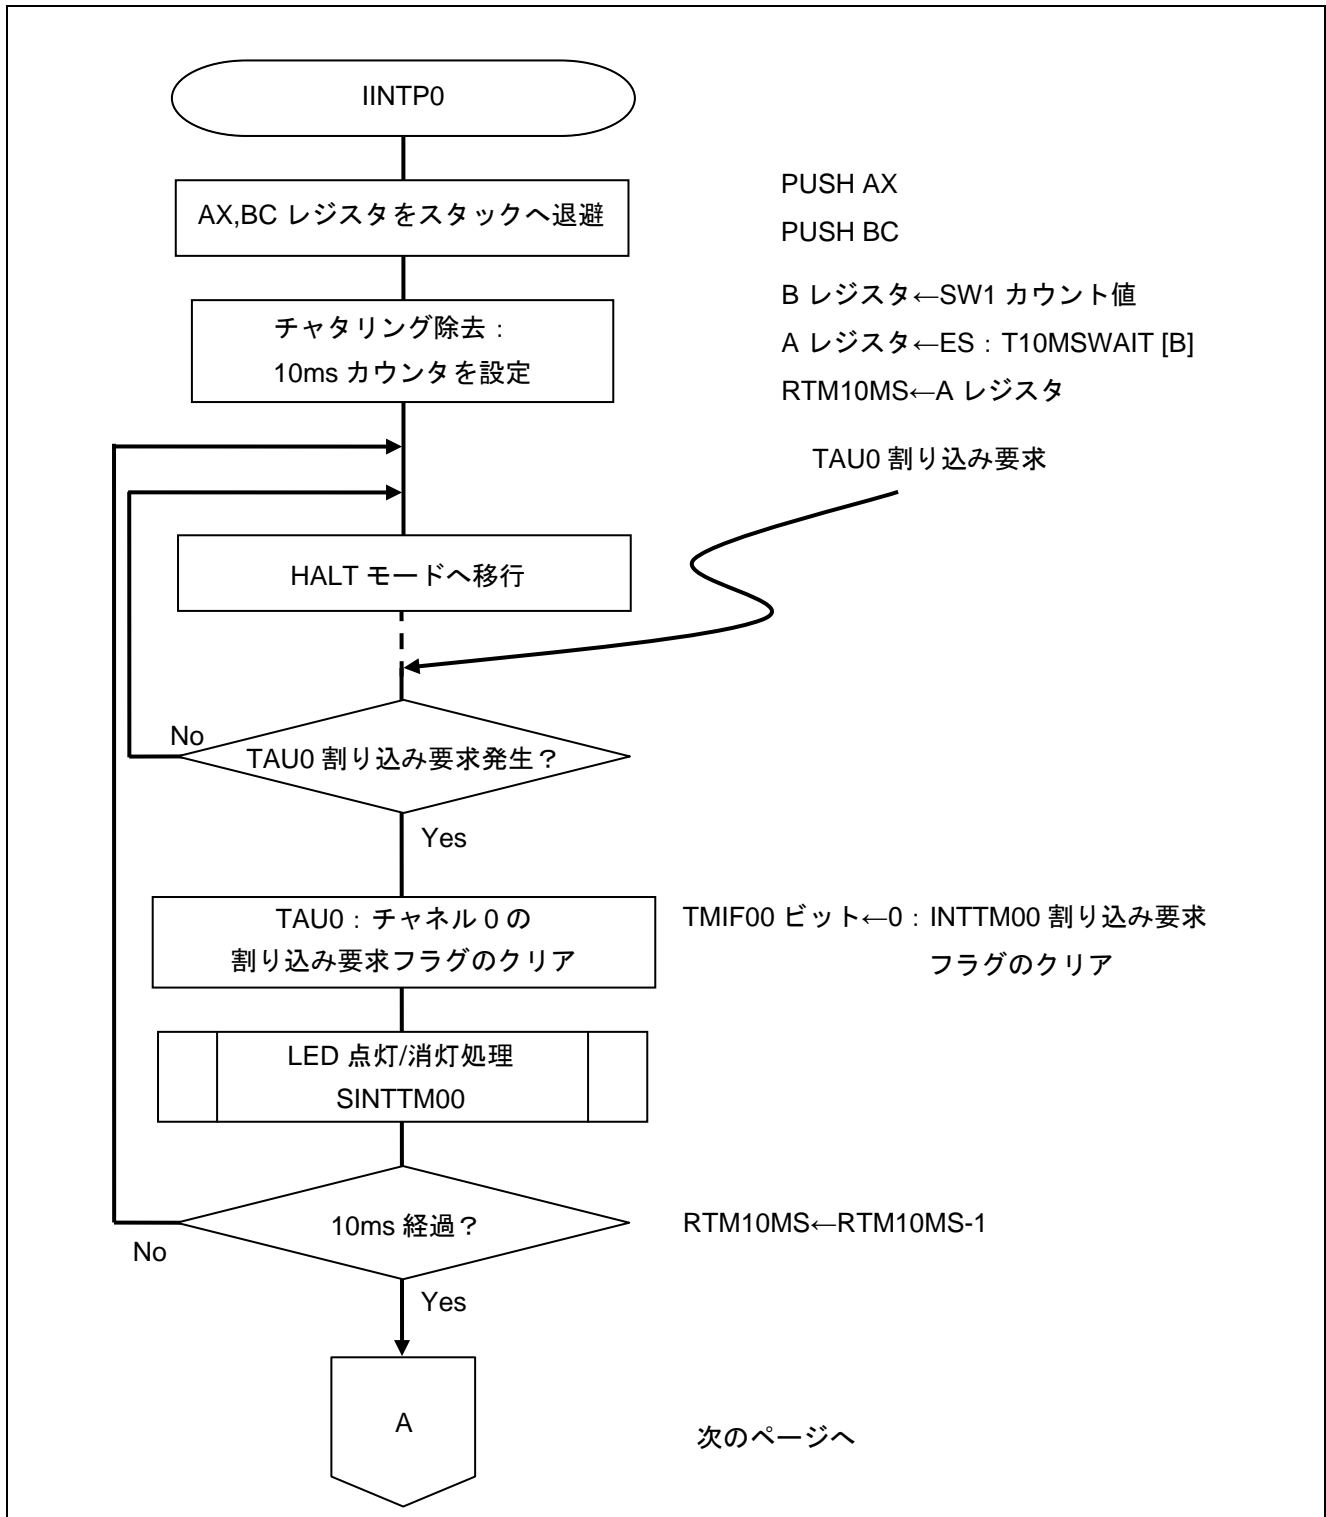 IINTP0
AX,BC レジスタをスタックへ退避
PUSH AX
PUSH BC
チャタリング除去：
10ms カウンタを設定
B レジスタ←SW1 カウント値
A レジスタ←ES：T10MSWAIT [B]
RTM10MS←A レジスタ
TAU0 割り込み要求
HALT モードへ移行
No
TAU0 割り込み要求発生？
Yes
TAU0：チャネル 0 の
割り込み要求フラグのクリア
TMIF00 ビット←0：INTTM00 割り込み要求
フラグのクリア
LED 点灯/消灯処理
SINTTM00
10ms 経過？
RTM10MS←RTM10MS-1
No
Yes
A
次のページへ